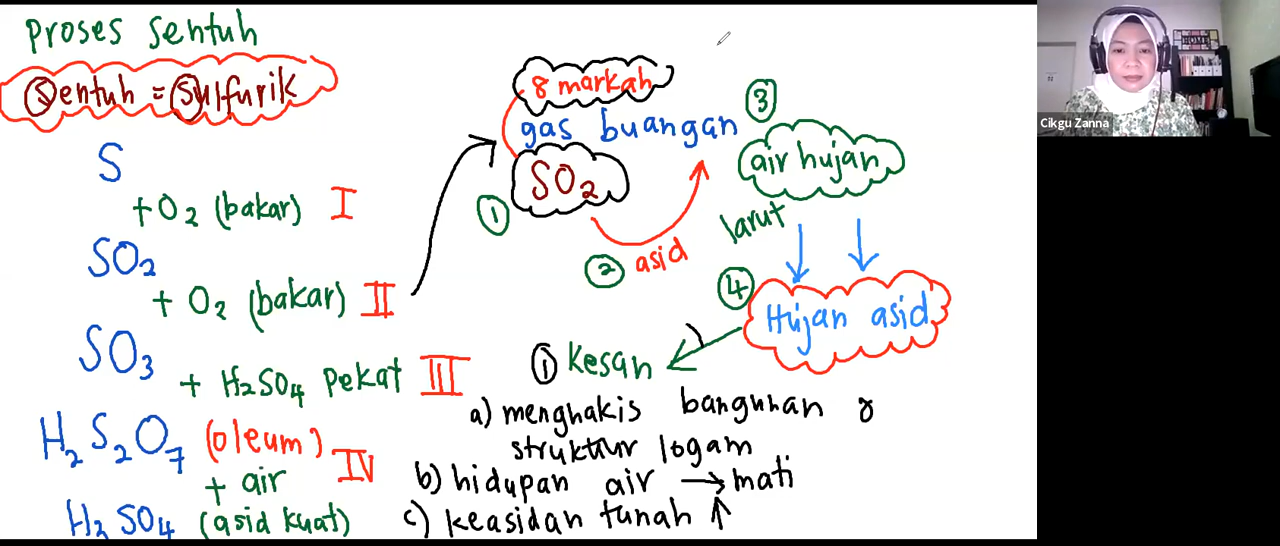 Proses Sentuh
Sentuh = Sulfurik
S
+ O2 (bakar) I
SO2
+ O2 (bakar) II
SO3
+ H2SO4 pekat III
H2S2O7 (oleum)
+ air IV
H2SO4 (asid kuat)
8 markah
gas buangan
SO2
①
② asid
③
air hujan
larut
④
Hujan asid
① Kesan
a) menghakis bangunan &
struktur logam
b) hidupan air → mati
c) keasidan tanah ↑
HOME
Cikgu Zanna